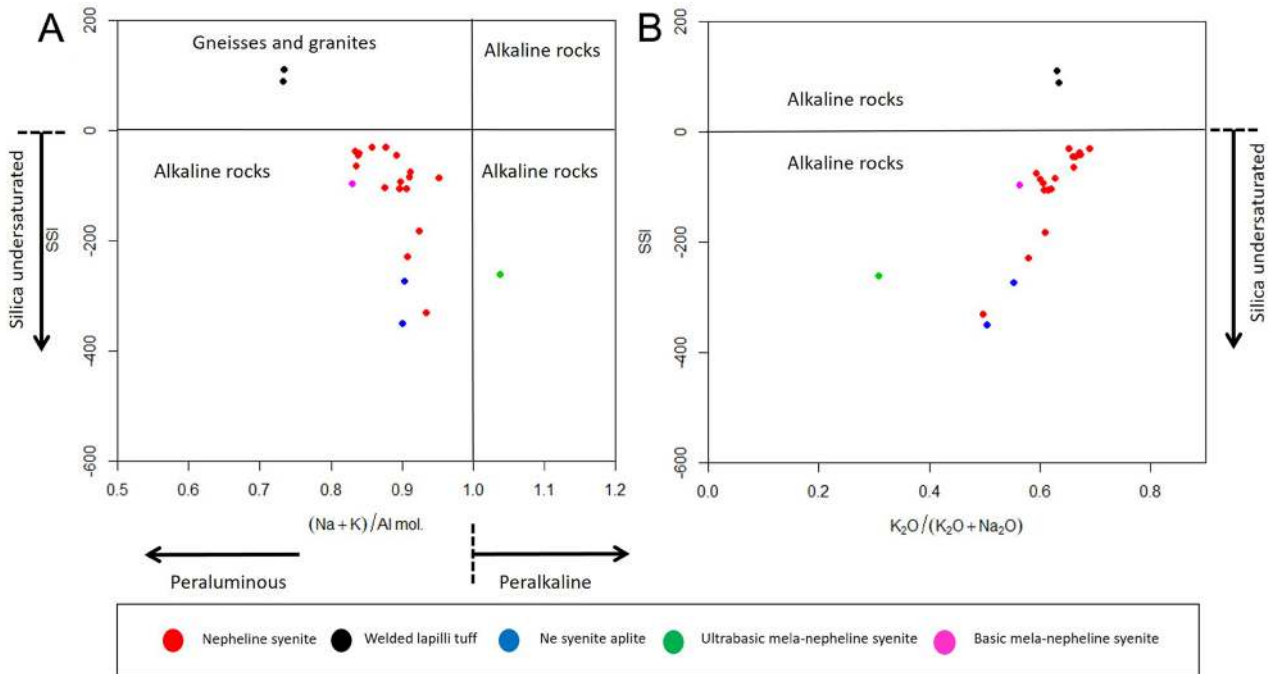 A
B
Gneisses and granites
Alkaline rocks
Alkaline rocks
Alkaline rocks
Alkaline rocks
Alkaline rocks
200
0
-200
-400
-600
SSI
Silica undersaturated
0.5 0.6 0.7 0.8 0.9 1.0 1.1 1.2
(Na + K)/Al mol.
Peraluminous
Peralkaline
200
0
-200
-400
-600
SSI
Silica undersaturated
0.0 0.2 0.4 0.6 0.8
K₂O/(K₂O + Na₂O)
Nepheline syenite
Welded lapilli tuff
Ne syenite aplite
Ultrabasic mela-nepheline syenite
Basic mela-nepheline syenite